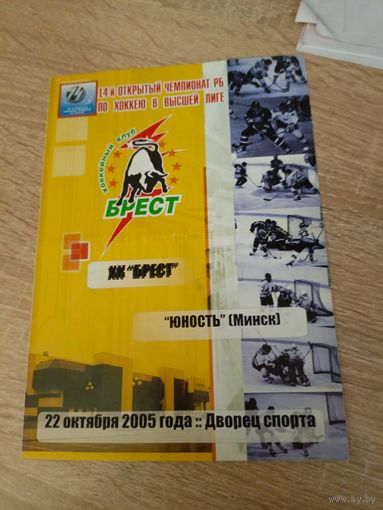 14-й ОТКРЫТЫЙ ЧЕМПИОНАТ РБ
ПО ХОККЕЮ В ВЫСШЕЙ ЛИГЕ
ХОККЕЙНЫЙ КЛУБ
БРЕСТ
ХК "БРЕСТ"
"ЮНОСТЬ" (Минск)
22 октября 2005 года :: Дворец спорта
www.ay.by